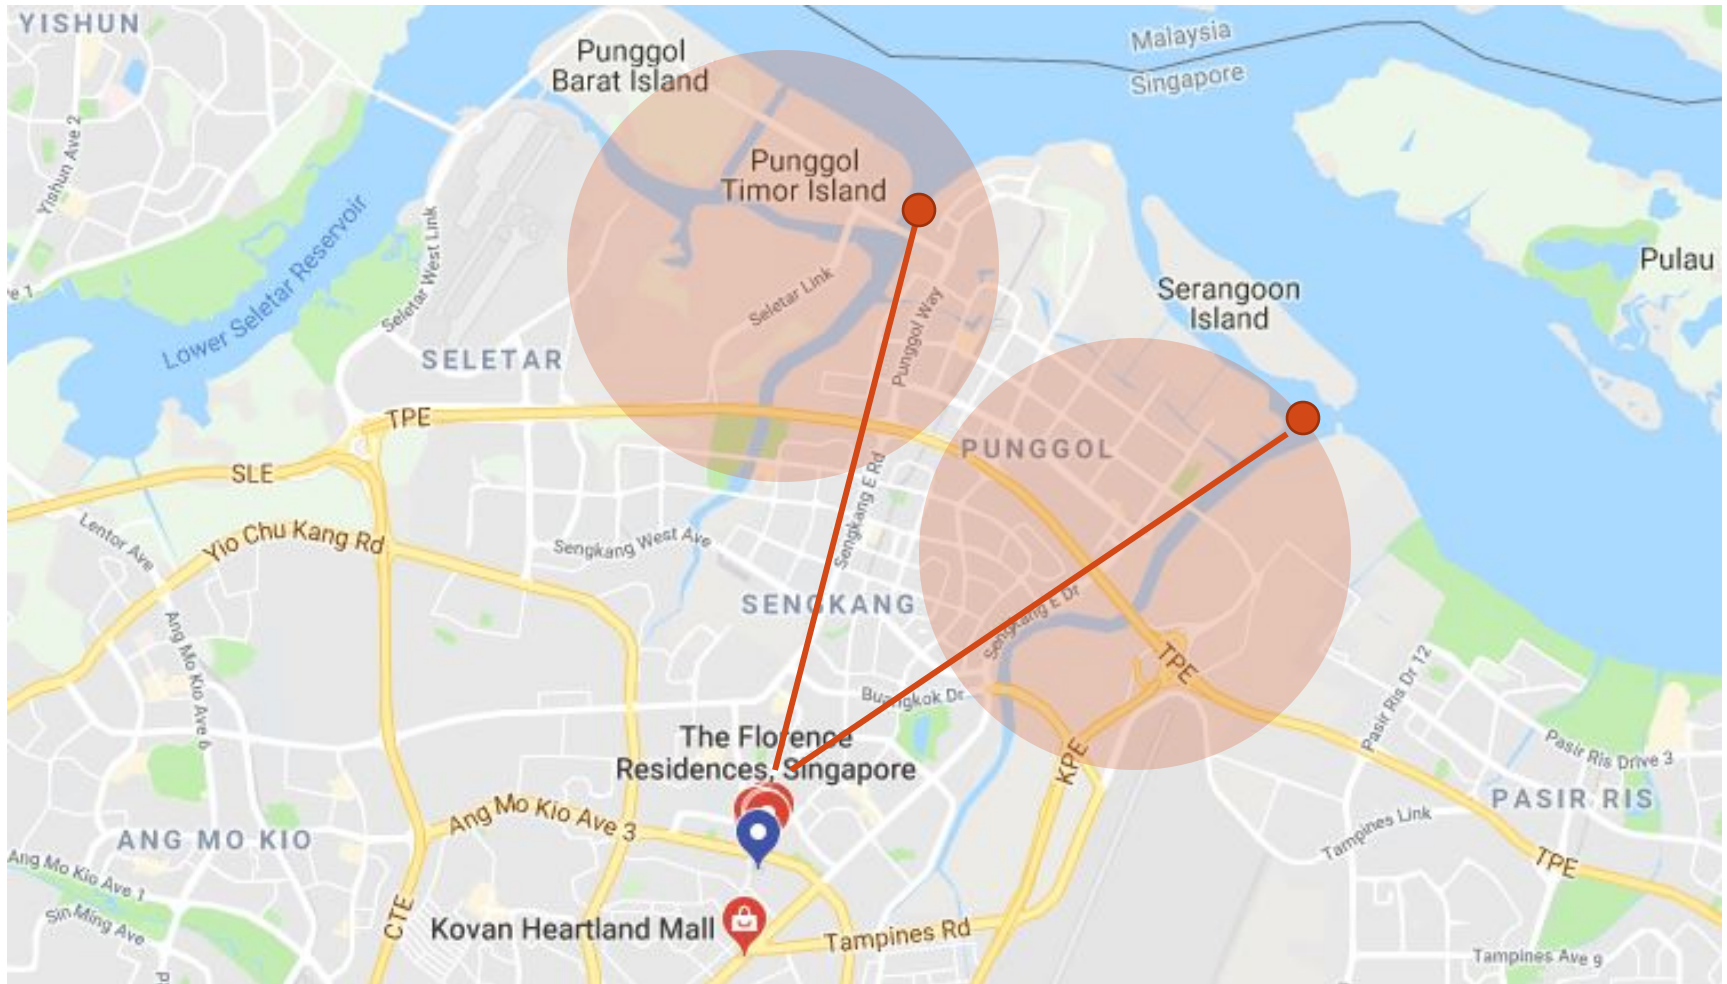 YISHUN
Punggol
Barat Island
Malaysia
Singapore
Yishun Ave 2
Punggol
Timor Island
Lower Seletar Reservoir
Seletar West Link
Seletar Link
Punggol Way
Serangoon
Island
Pulau
e 1
SELETAR
TPE
PUNGGOL
SLE
Lentor Ave
Yio Chu Kang Rd
Sengkang West Ave
Sengkang E Rd
SENGKANG
Sengkang E Dr
Ang Mo Kio Ave 6
TPE
Buangkok Dr
Pasir Ris Dr 12
Pasir Ris Drive 3
The Florence
Residences, Singapore
KPE
PASIR RIS
Ang Mo Kio Ave 3
ANG MO KIO
Tampines Link
TPE
Ang Mo Kio Ave 1
Sin Ming Ave
CTE
Kovan Heartland Mall
Tampines Rd
Tampines Ave 9
P